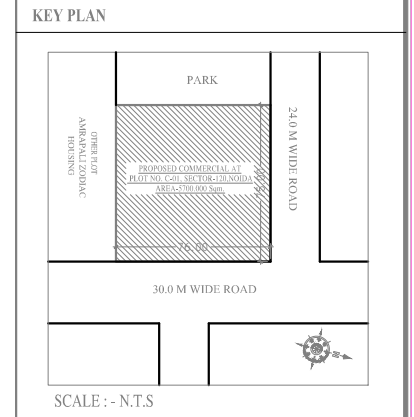 KEY PLAN
PARK
24.0 M WIDE ROAD
OTHER PLOT
AMRAPALI ZODIAC
HOUSING
PROPOSED COMMERCIAL AT
PLOT NO. C-01, SECTOR-120,NOIDA
AREA-5700.000 Sqm.
76.00
30.0 M WIDE ROAD
SCALE : - N.T.S